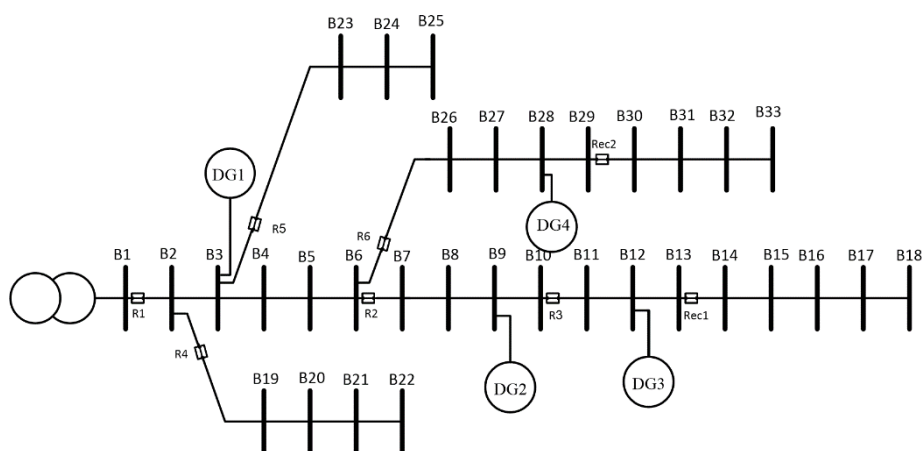 B23 B24 B25
B26 B27 B28 B29 B30 B31 B32 B33
Rec2
DG1
R5
DG4
R6
B1 B2 B3 B4 B5 B6 B7 B8 B9 B10 B11 B12 B13 B14 B15 B16 B17 B18
R1 R2 R3 Rec1
R4
B19 B20 B21 B22
DG2 DG3